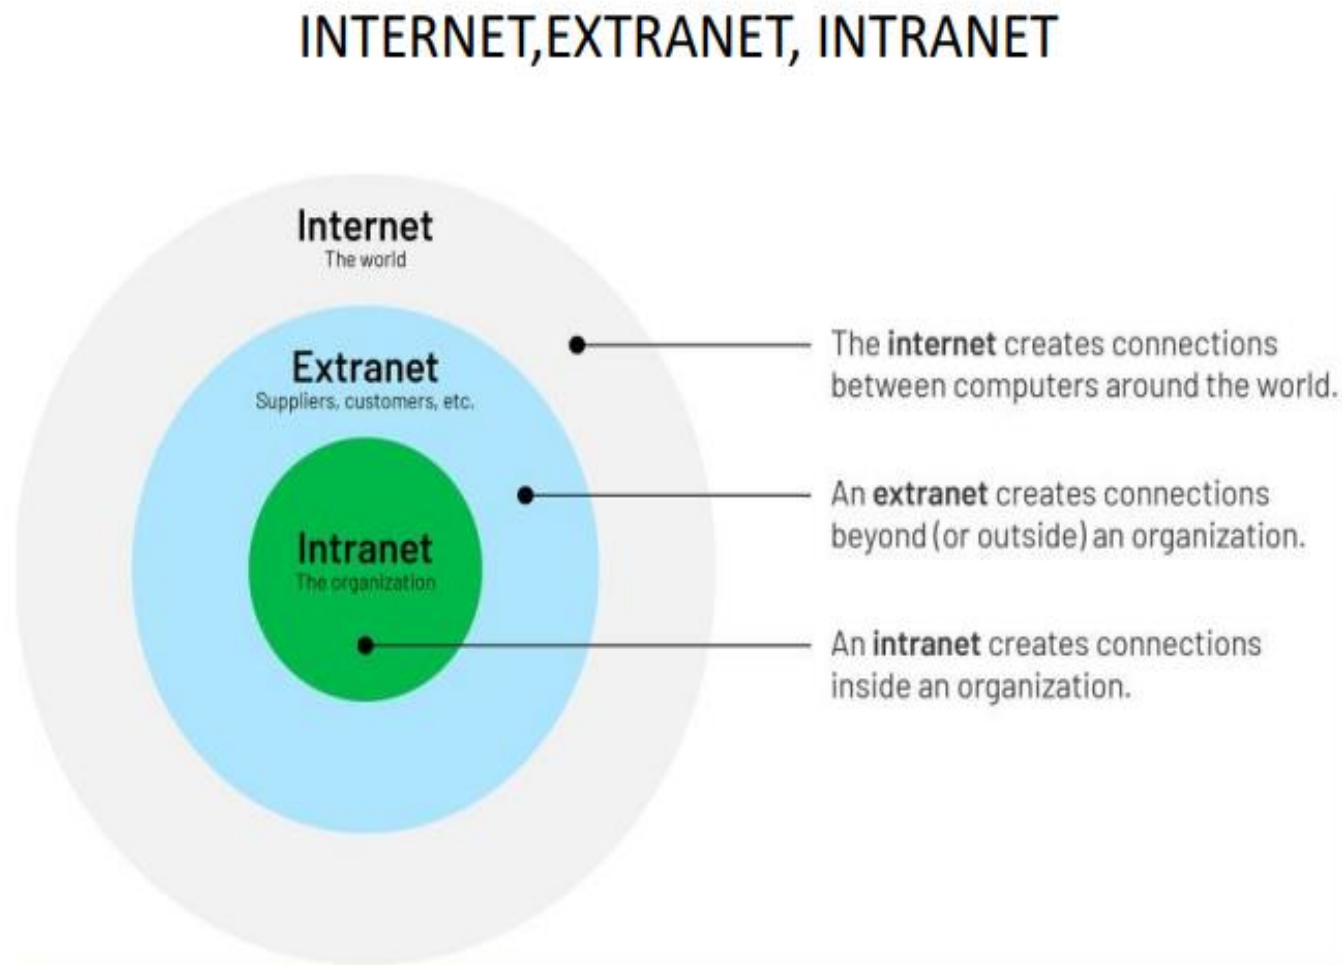 INTERNET,EXTRANET, INTRANET
Internet
The world
Extranet
Suppliers, customers, etc.
Intranet
The organization
The internet creates connections
between computers around the world.
An extranet creates connections
beyond (or outside) an organization.
An intranet creates connections
inside an organization.